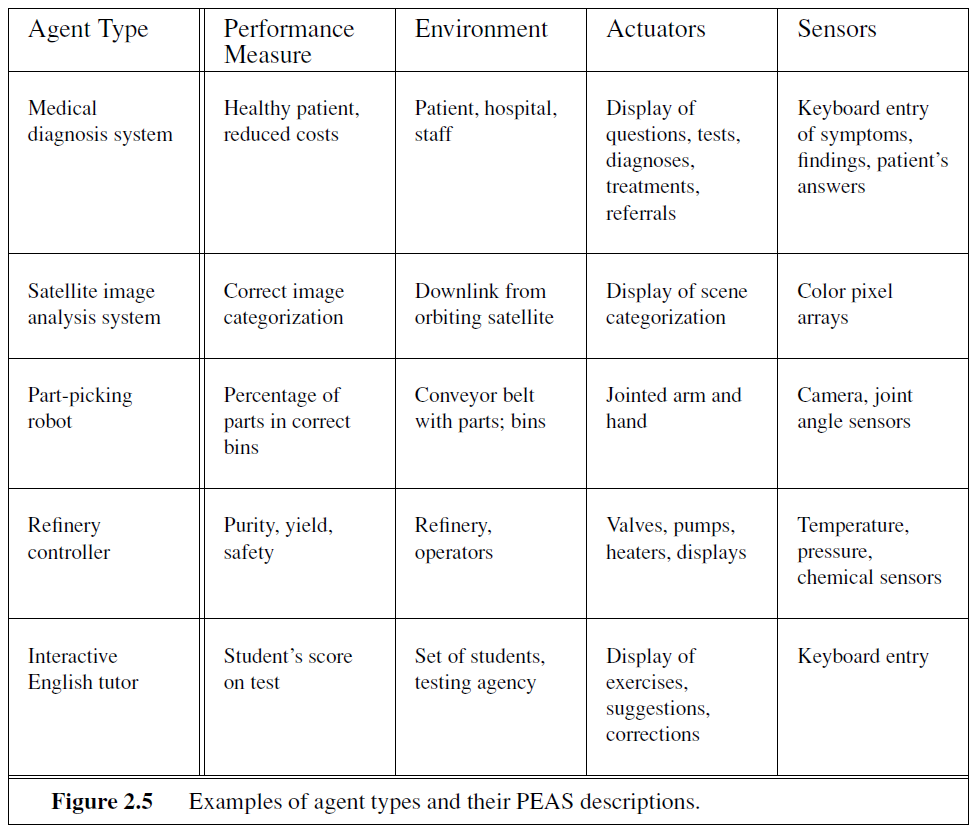 Agent Type
Performance
Measure
Environment
Actuators
Sensors
Medical
diagnosis system
Healthy patient,
reduced costs
Patient, hospital,
staff
Display of
questions, tests,
diagnoses,
treatments,
referrals
Keyboard entry
of symptoms,
findings, patient’s
answers
Satellite image
analysis system
Correct image
categorization
Downlink from
orbiting satellite
Display of scene
categorization
Color pixel
arrays
Part-picking
robot
Percentage of
parts in correct
bins
Conveyor belt
with parts; bins
Jointed arm and
hand
Camera, joint
angle sensors
Refinery
controller
Purity, yield,
safety
Refinery,
operators
Valves, pumps,
heaters, displays
Temperature,
pressure,
chemical sensors
Interactive
English tutor
Student’s score
on test
Set of students,
testing agency
Display of
exercises,
suggestions,
corrections
Keyboard entry
Figure 2.5 Examples of agent types and their PEAS descriptions.